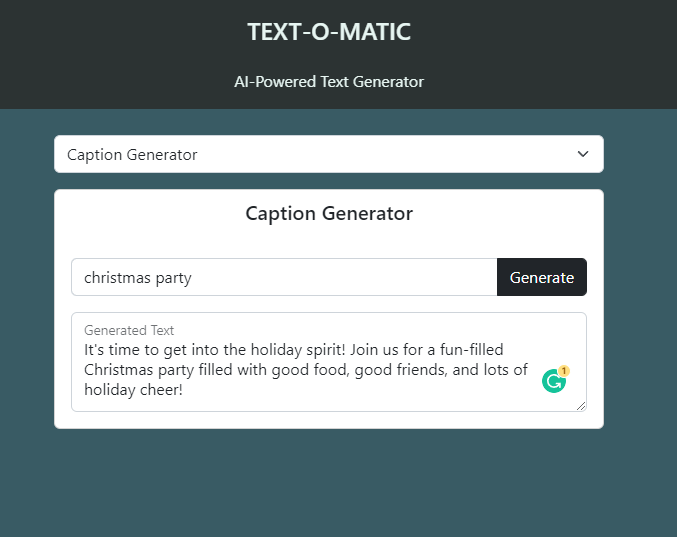 TEXT-O-MATIC
AI-Powered Text Generator
Caption Generator
Caption Generator
christmas party
Generate
Generated Text
It's time to get into the holiday spirit! Join us for a fun-filled
Christmas party filled with good food, good friends, and lots of
holiday cheer!
1